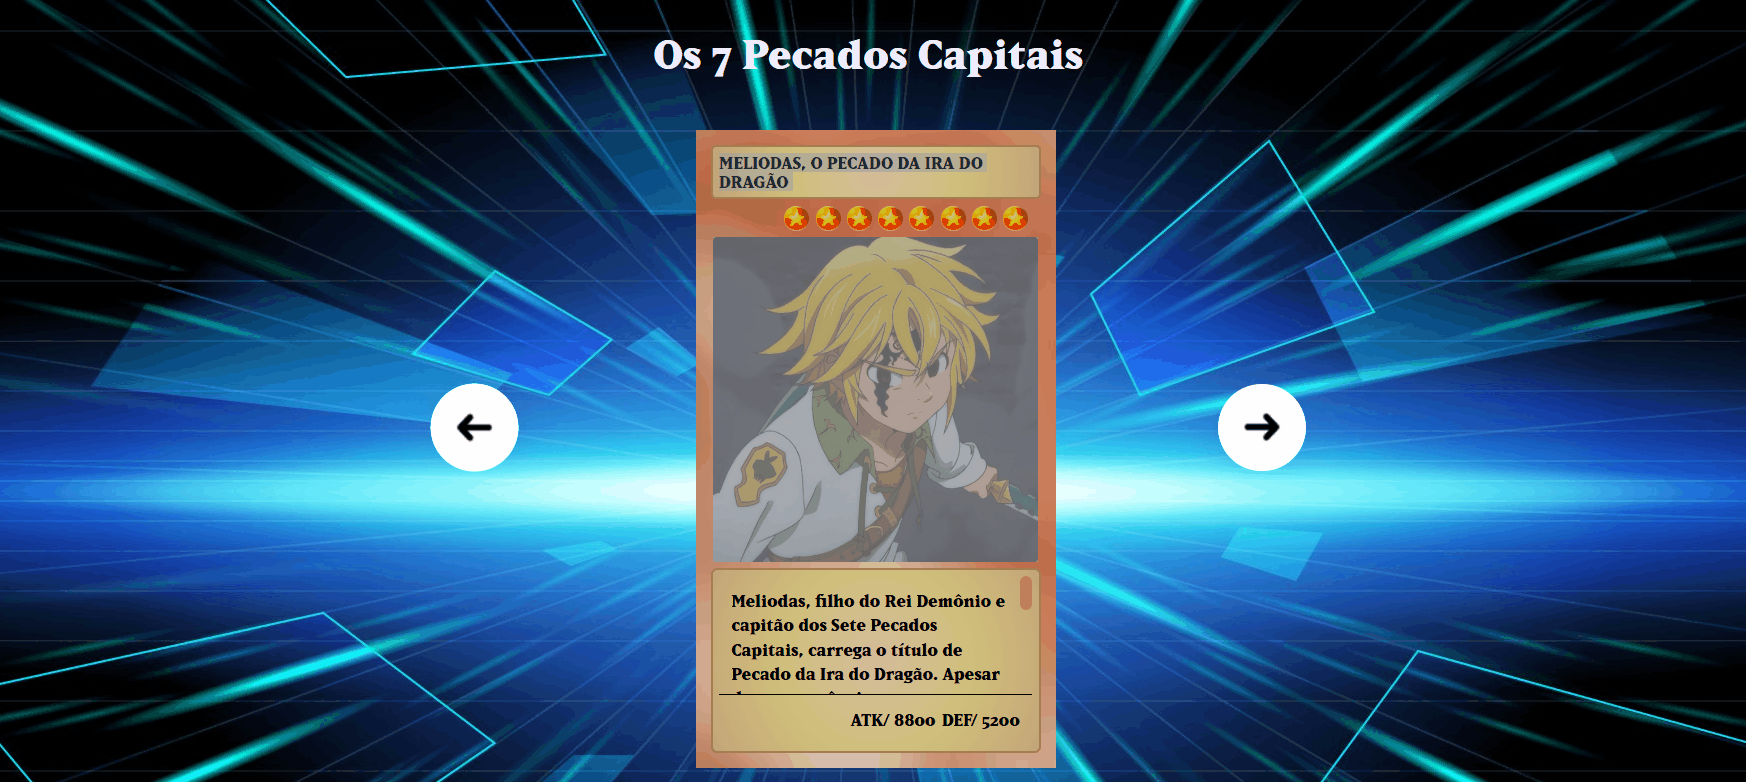 Os 7 Pecados Capitais
MELIODAS, O PECADO DA IRA DO
DRAGÃO
Meliodas, filho do Rei Demônio e
capitão dos Sete Pecados
Capitais, carrega o título de
Pecado da Ira do Dragão. Apesar
ATK/ 8800 DEF/ 5200